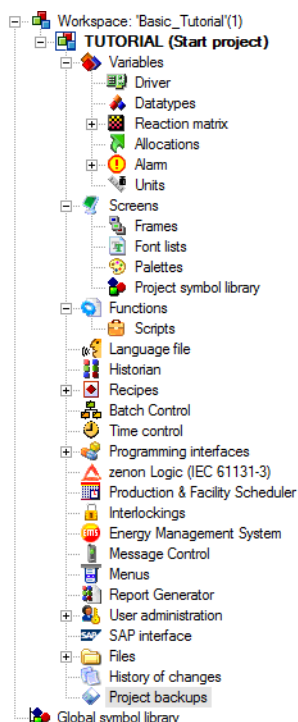 Workspace: 'Basic_Tutorial'(1)
TUTORIAL (Start project)
Variables
Driver
Datatypes
Reaction matrix
Allocations
Alarm
Units
Screens
Frames
Font lists
Palettes
Project symbol library
Functions
Scripts
Language file
Historian
Recipes
Batch Control
Time control
Programming interfaces
zenon Logic (IEC 61131-3)
Production & Facility Scheduler
Interlockings
EMS Energy Management System
Message Control
Menus
Report Generator
User administration
SAP SAP interface
Files
History of changes
Project backups
Global symbol library